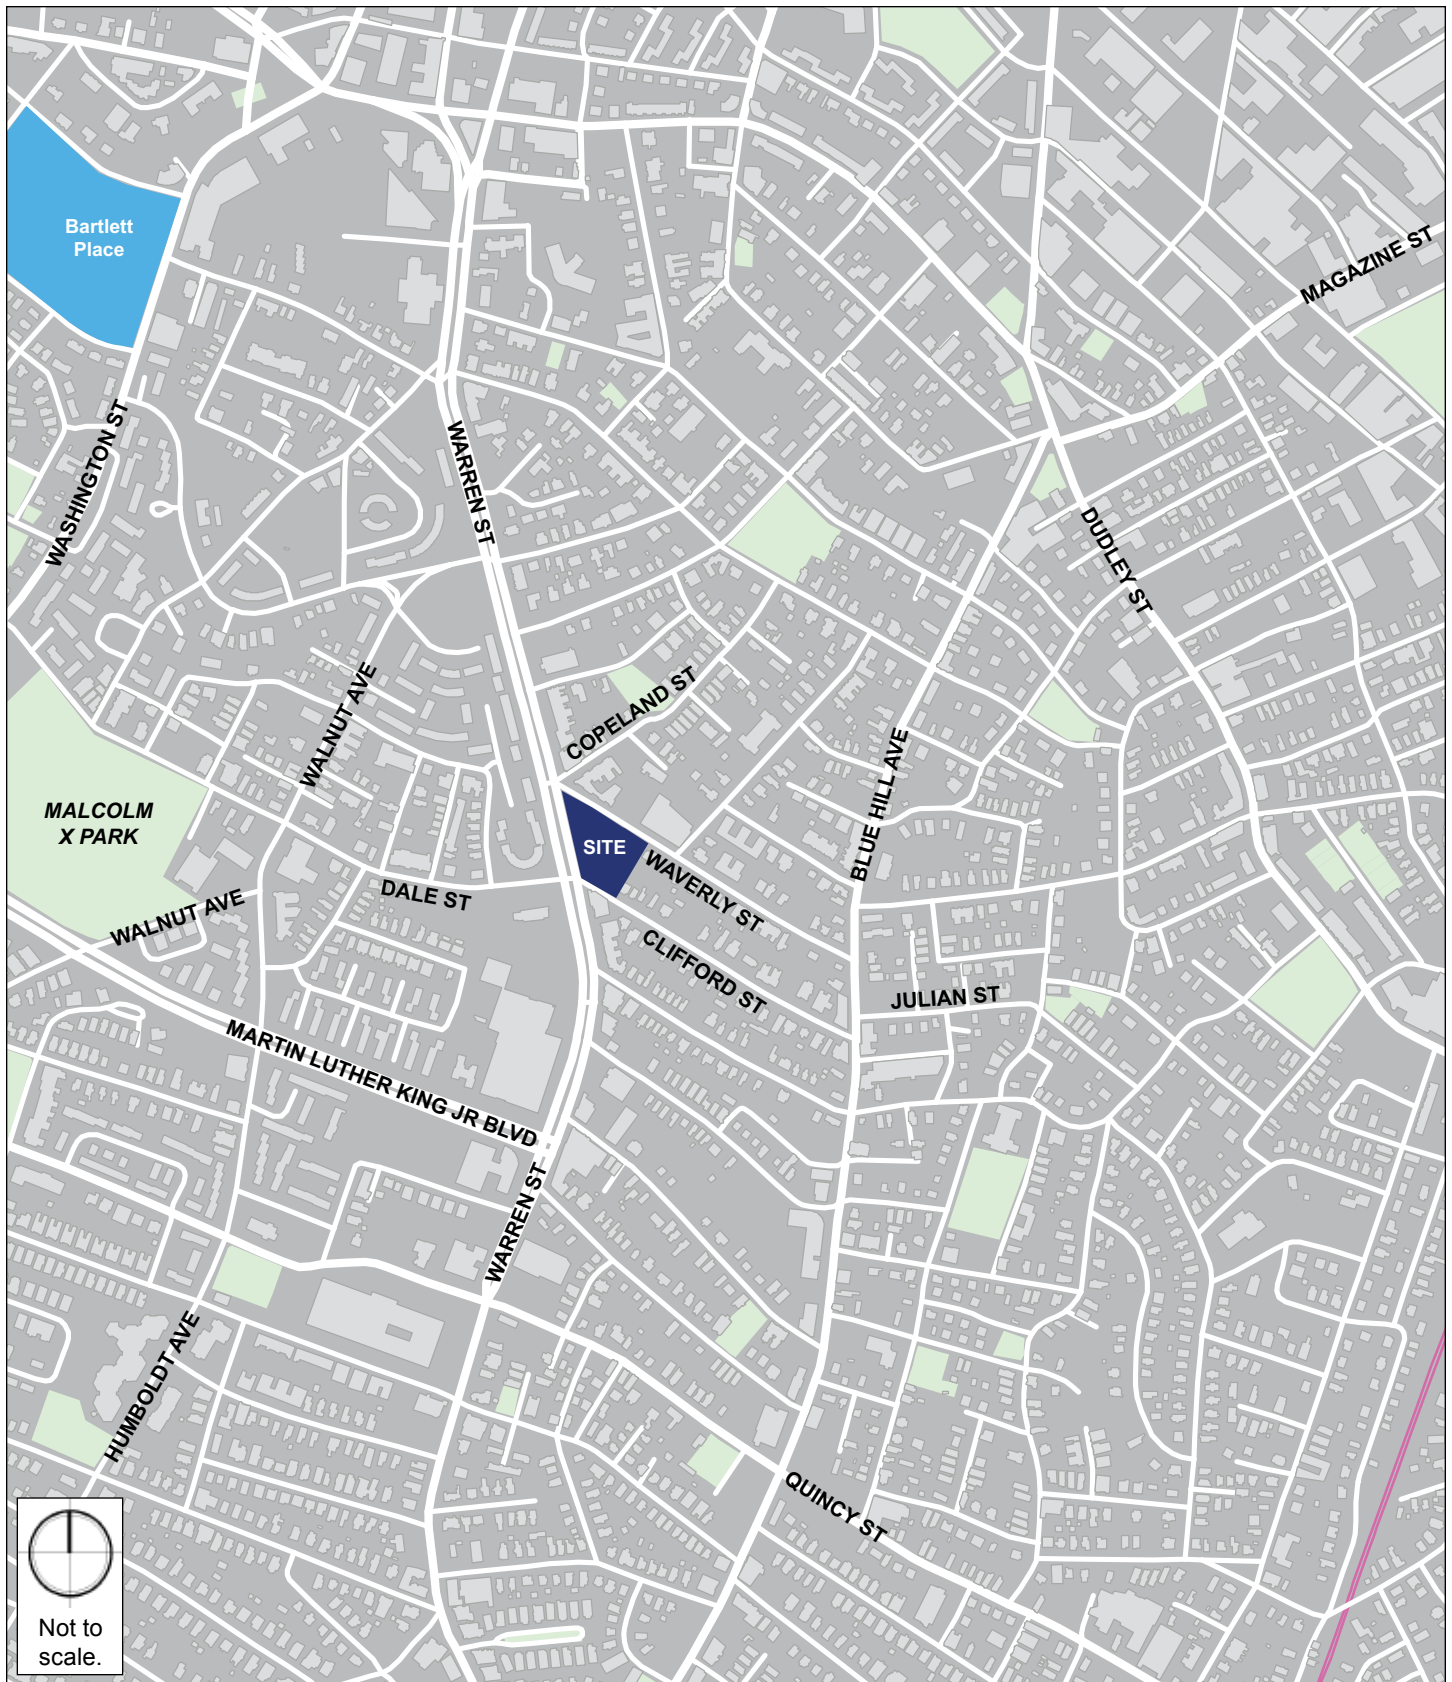 Bartlett
Place
MAGAZINE ST
WASHINGTON ST
WARREN ST
DUDLEY ST
WALNUT AVE
COPELAND ST
BLUE HILL AVE
MALCOLM
X PARK
SITE
WAVERLY ST
DALE ST
WALNUT AVE
CLIFFORD ST
JULIAN ST
MARTIN LUTHER KING JR BLVD
WARREN ST
HUMBOLDT AVE
QUINCY ST
Not to
scale.